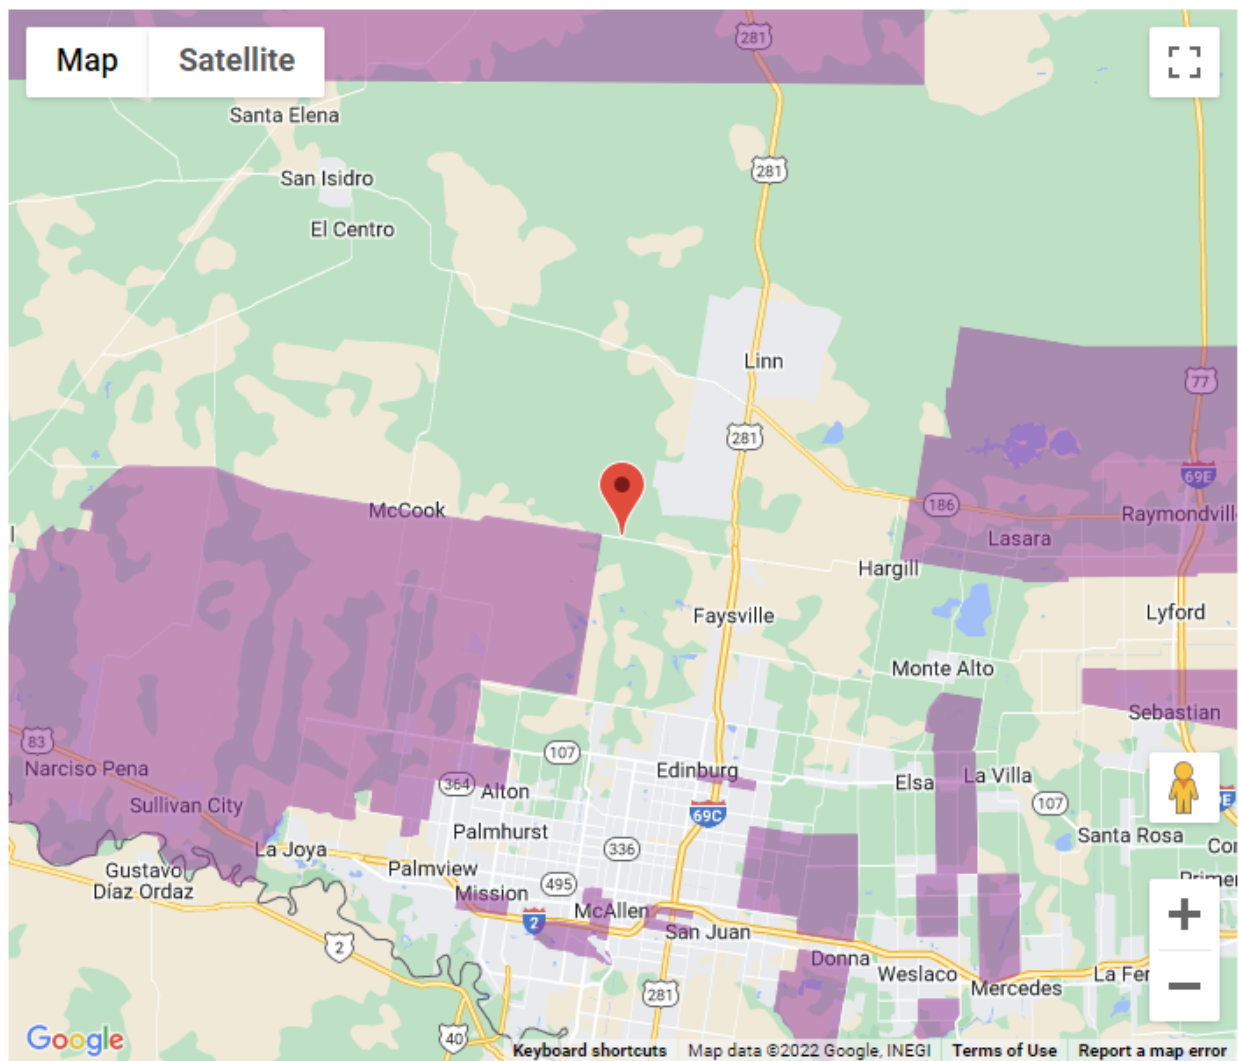 281
Map
Satellite
Santa Elena
281
San Isidro
El Centro
Linn
77
281
69E
186
McCook
Raymondvill
Lasara
Hargill
Lyford
Faysville
Monte Alto
Sebastian
83
107
Narciso Pena
Edinburg
La Villa
364
Alton
Elsa
E
Sullivan City
107
69C
Palmhurst
Santa Rosa
La Joya
336
Co
Gustavo
Díaz Ordaz
Palmview
Primer
495
Mission
McAllen
2
San Juan
2
Donna
Weslaco
La Fer
Mercedes
281
40
Google
Keyboard shortcuts
Map data ©2022 Google, INEGI
Terms of Use
Report a map error